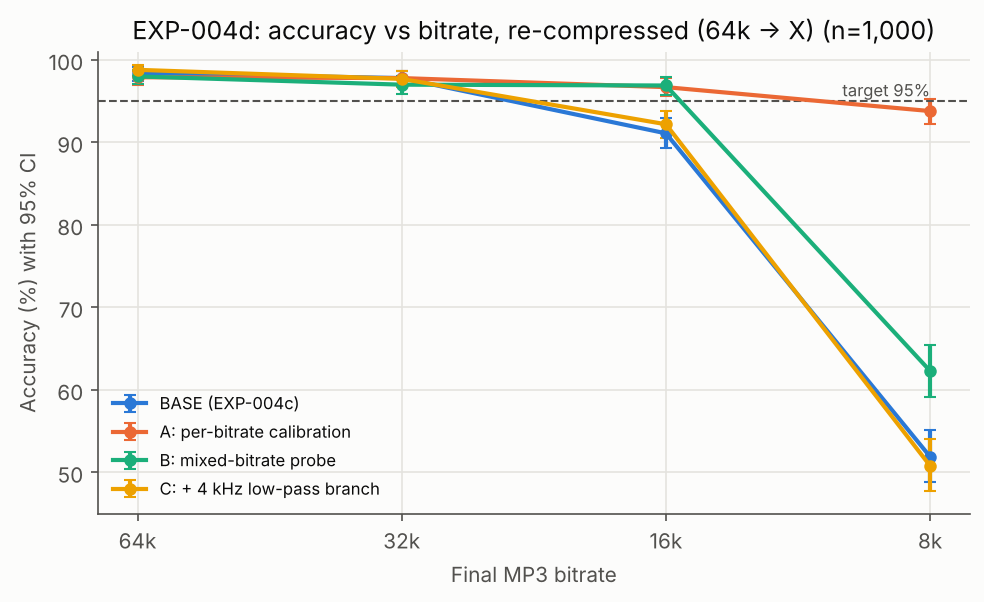 EXP-004d: accuracy vs bitrate, re-compressed (64k → X) (n=1,000)
100
90
80
70
60
50
Accuracy (%) with 95% CI
target 95%
BASE (EXP-004c)
A: per-bitrate calibration
B: mixed-bitrate probe
C: + 4 kHz low-pass branch
64k
32k
16k
8k
Final MP3 bitrate